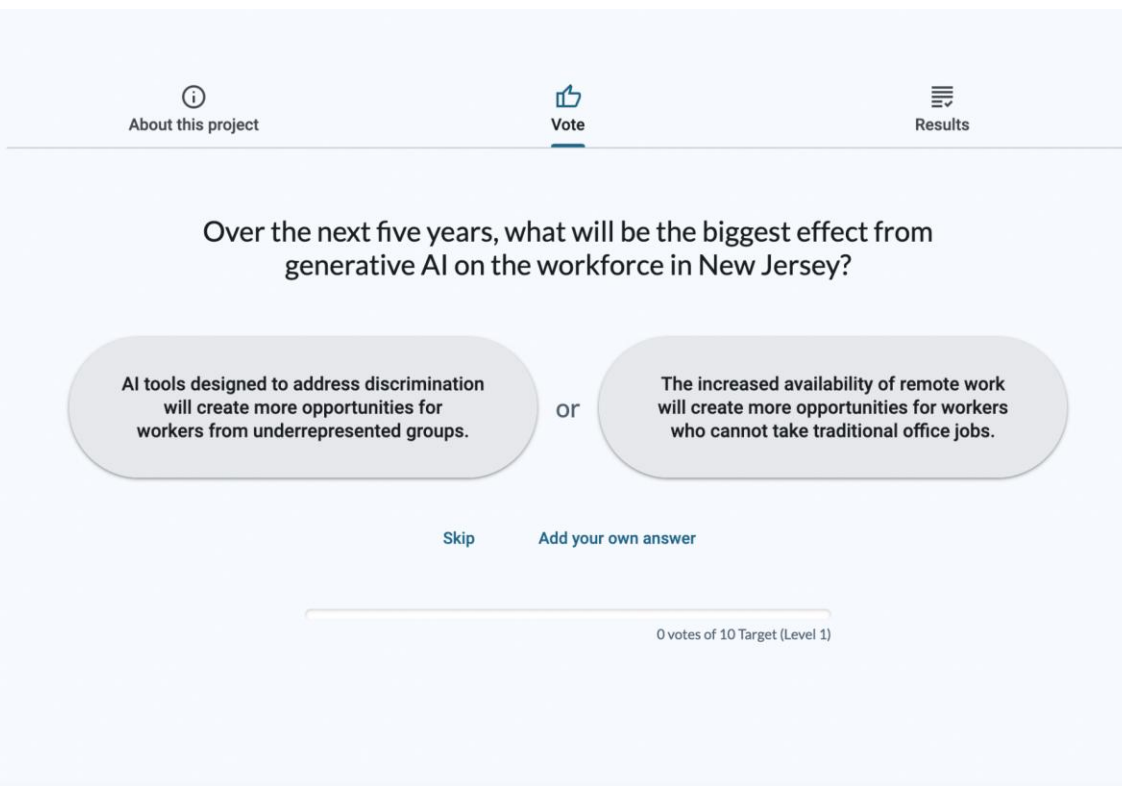 About this project
Vote
Results
Over the next five years, what will be the biggest effect from
generative AI on the workforce in New Jersey?
AI tools designed to address discrimination
will create more opportunities for
workers from underrepresented groups.
or
The increased availability of remote work
will create more opportunities for workers
who cannot take traditional office jobs.
Skip
Add your own answer
0 votes of 10 Target (Level 1)